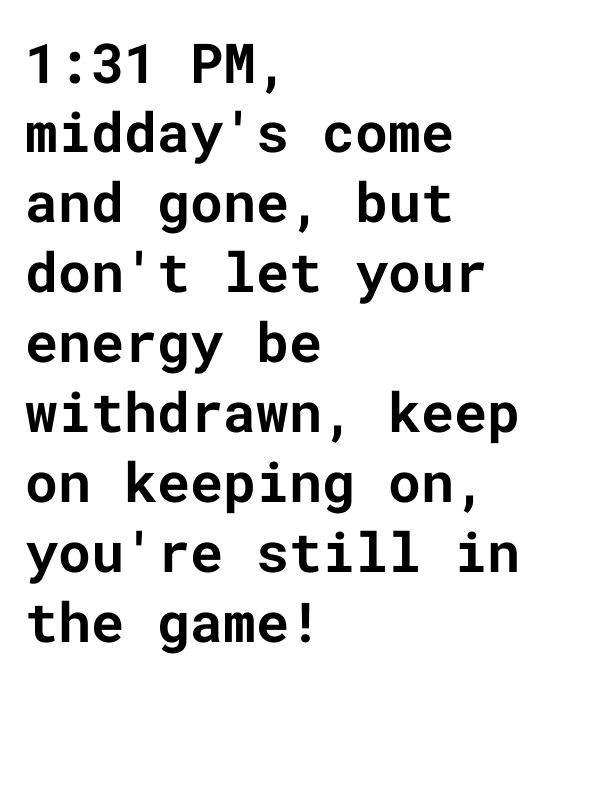 1:31 PM,
midday's come
and gone, but
don't let your
energy be
withdrawn, keep
on keeping on,
you're still in
the game!